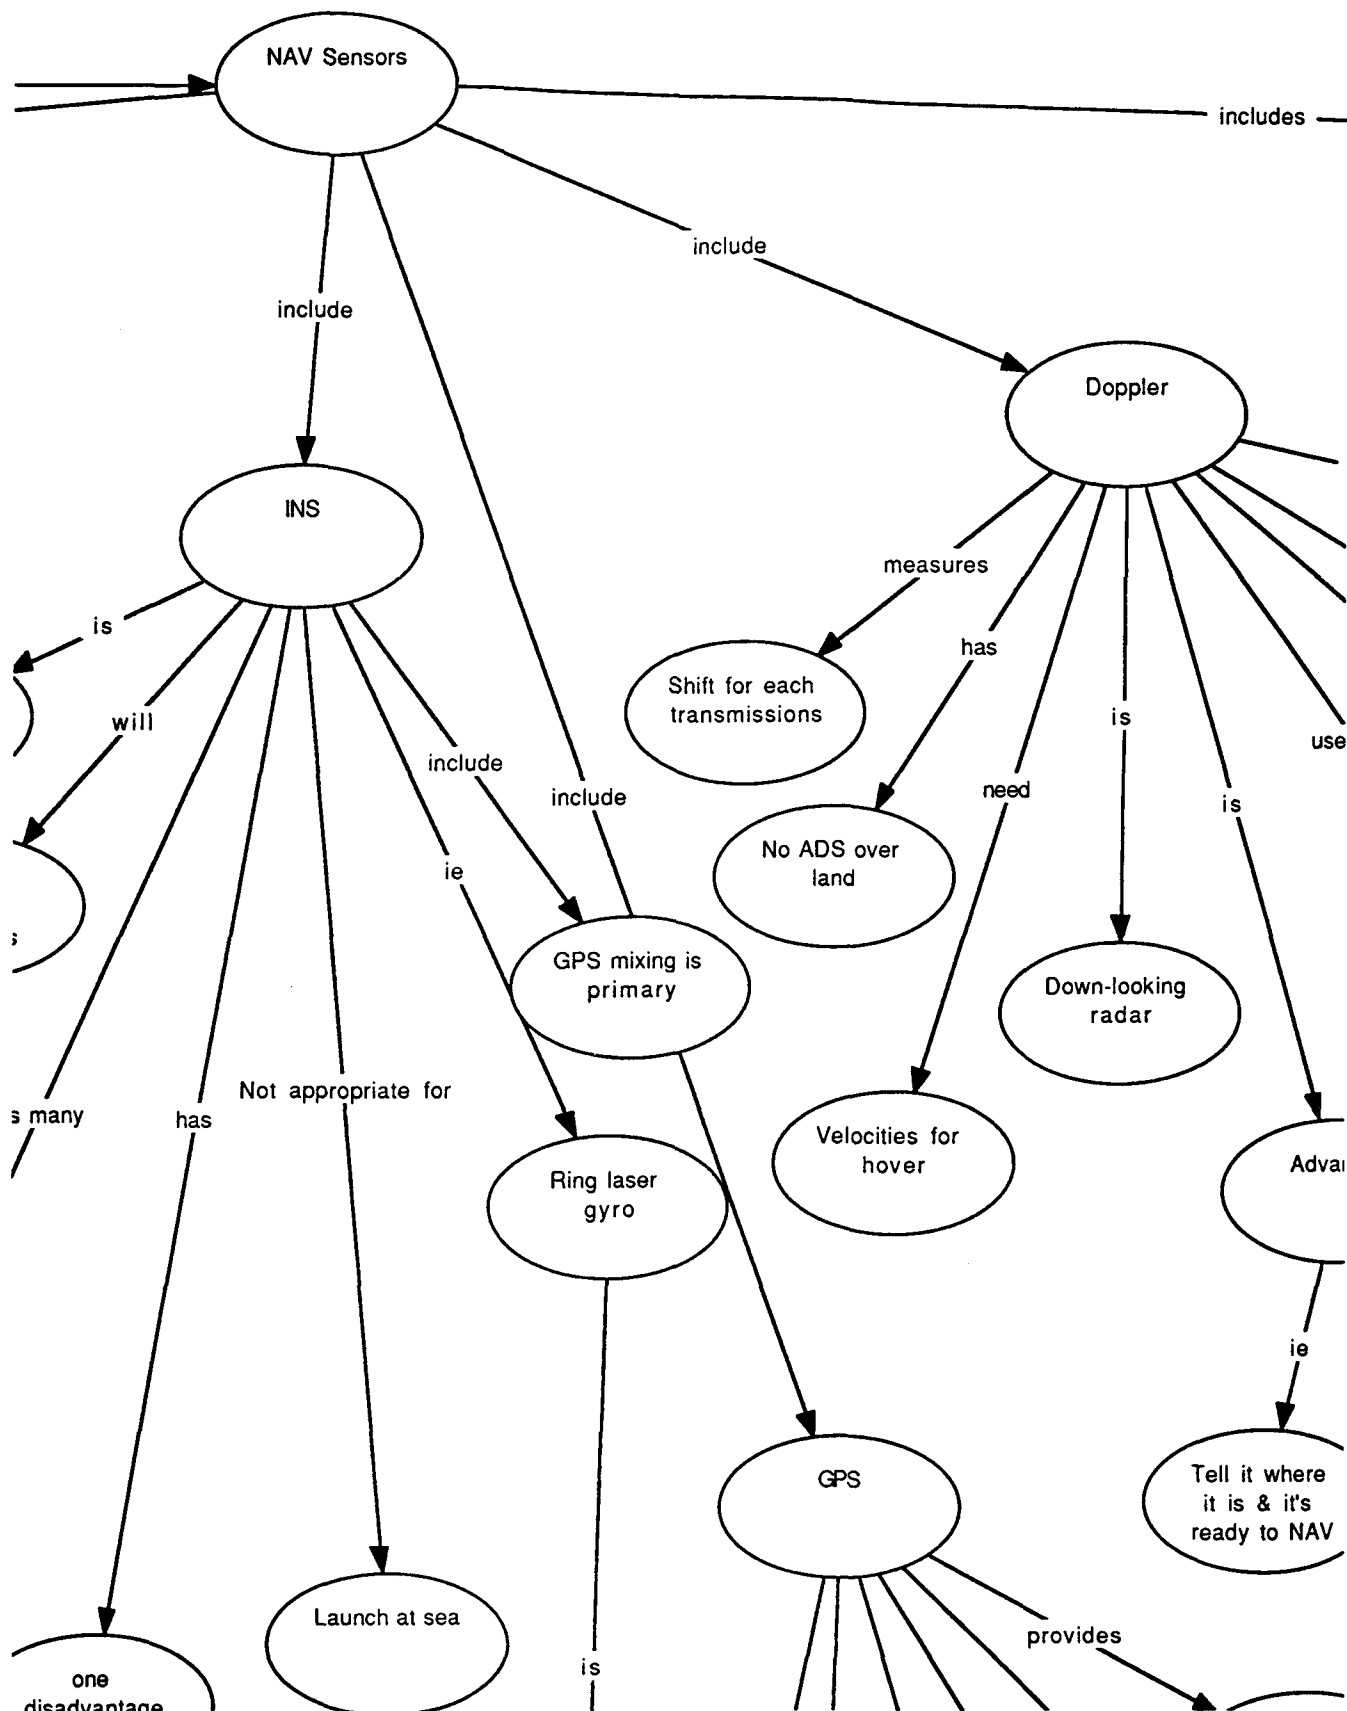 NAV Sensors
includes
include
include
Doppler
INS
measures
is
has
Shift for each
transmissions
will
is
use
include
need
include
is
No ADS over
land
ie
GPS mixing is
primary
Down-looking
radar
Not appropriate for
many
has
Velocities for
hover
Ring laser
gyro
ie
GPS
Tell it where
it is & it's
ready to NAV
Launch at sea
provides
is
one
disadvantage